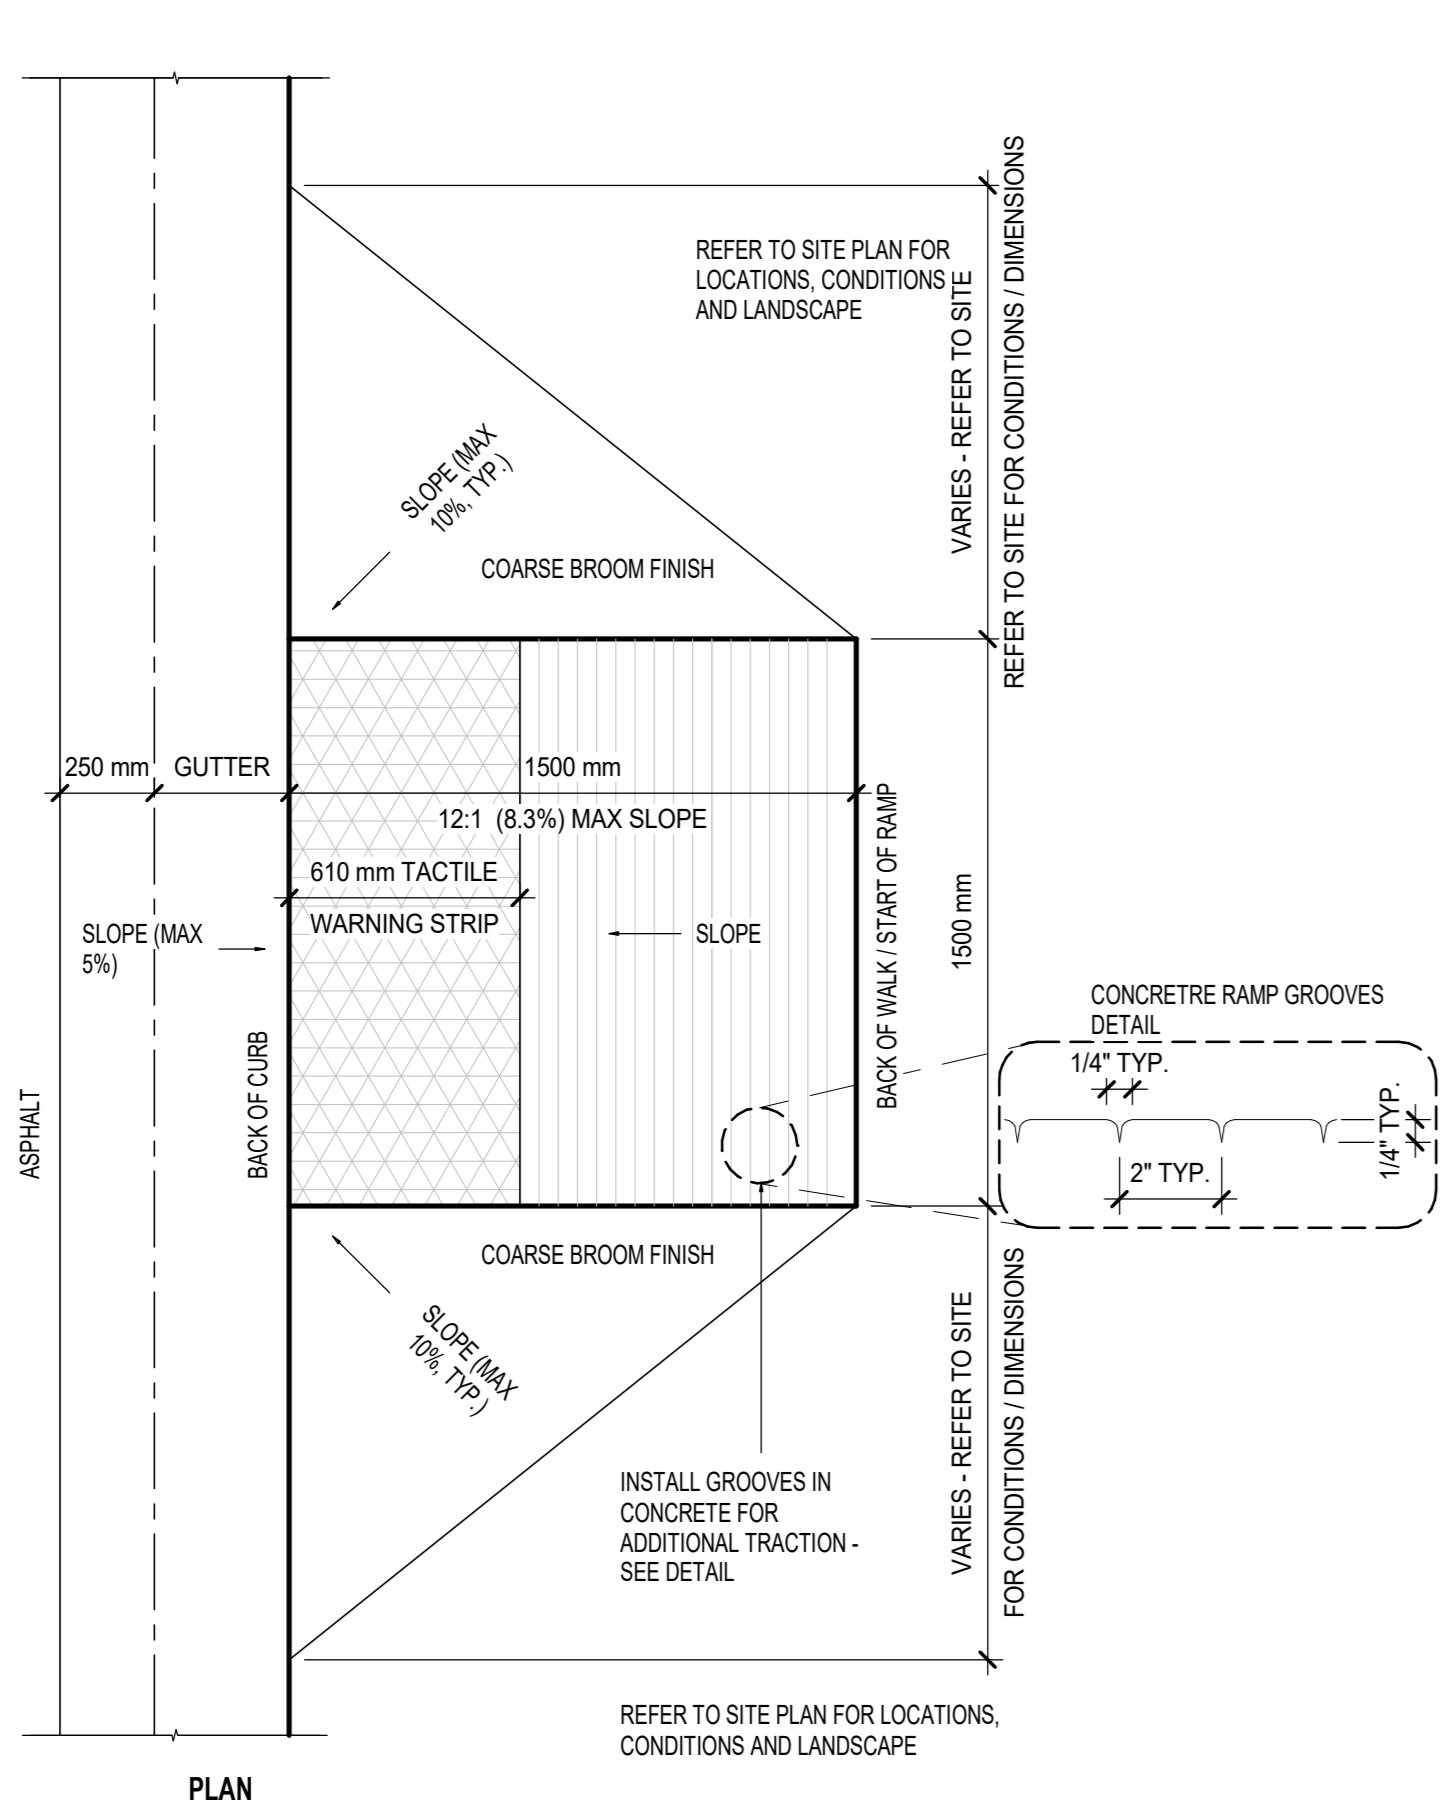 REFER TO SITE PLAN FOR
LOCATIONS, CONDITIONS
AND LANDSCAPE
VARIES - REFER TO SITE
REFER TO SITE FOR CONDITIONS / DIMENSIONS
SLOPE (MAX
10%, TYP.)
COARSE BROOM FINISH
250 mm
GUTTER
1500 mm
12:1 (8.3%) MAX SLOPE
610 mm TACTILE
WARNING STRIP
SLOPE (MAX
5%)
SLOPE
BACK OF WALK / START OF RAMP
1500 mm
ASPHALT
BACK OF CURB
CONCRETRE RAMP GROOVES
DETAIL
1/4" TYP.
1/4" TYP.
2" TYP.
COARSE BROOM FINISH
SLOPE (MAX
10%, TYP.)
VARIES - REFER TO SITE
FOR CONDITIONS / DIMENSIONS
INSTALL GROOVES IN
CONCRETE FOR
ADDITIONAL TRACTION -
SEE DETAIL
REFER TO SITE PLAN FOR LOCATIONS,
CONDITIONS AND LANDSCAPE
PLAN